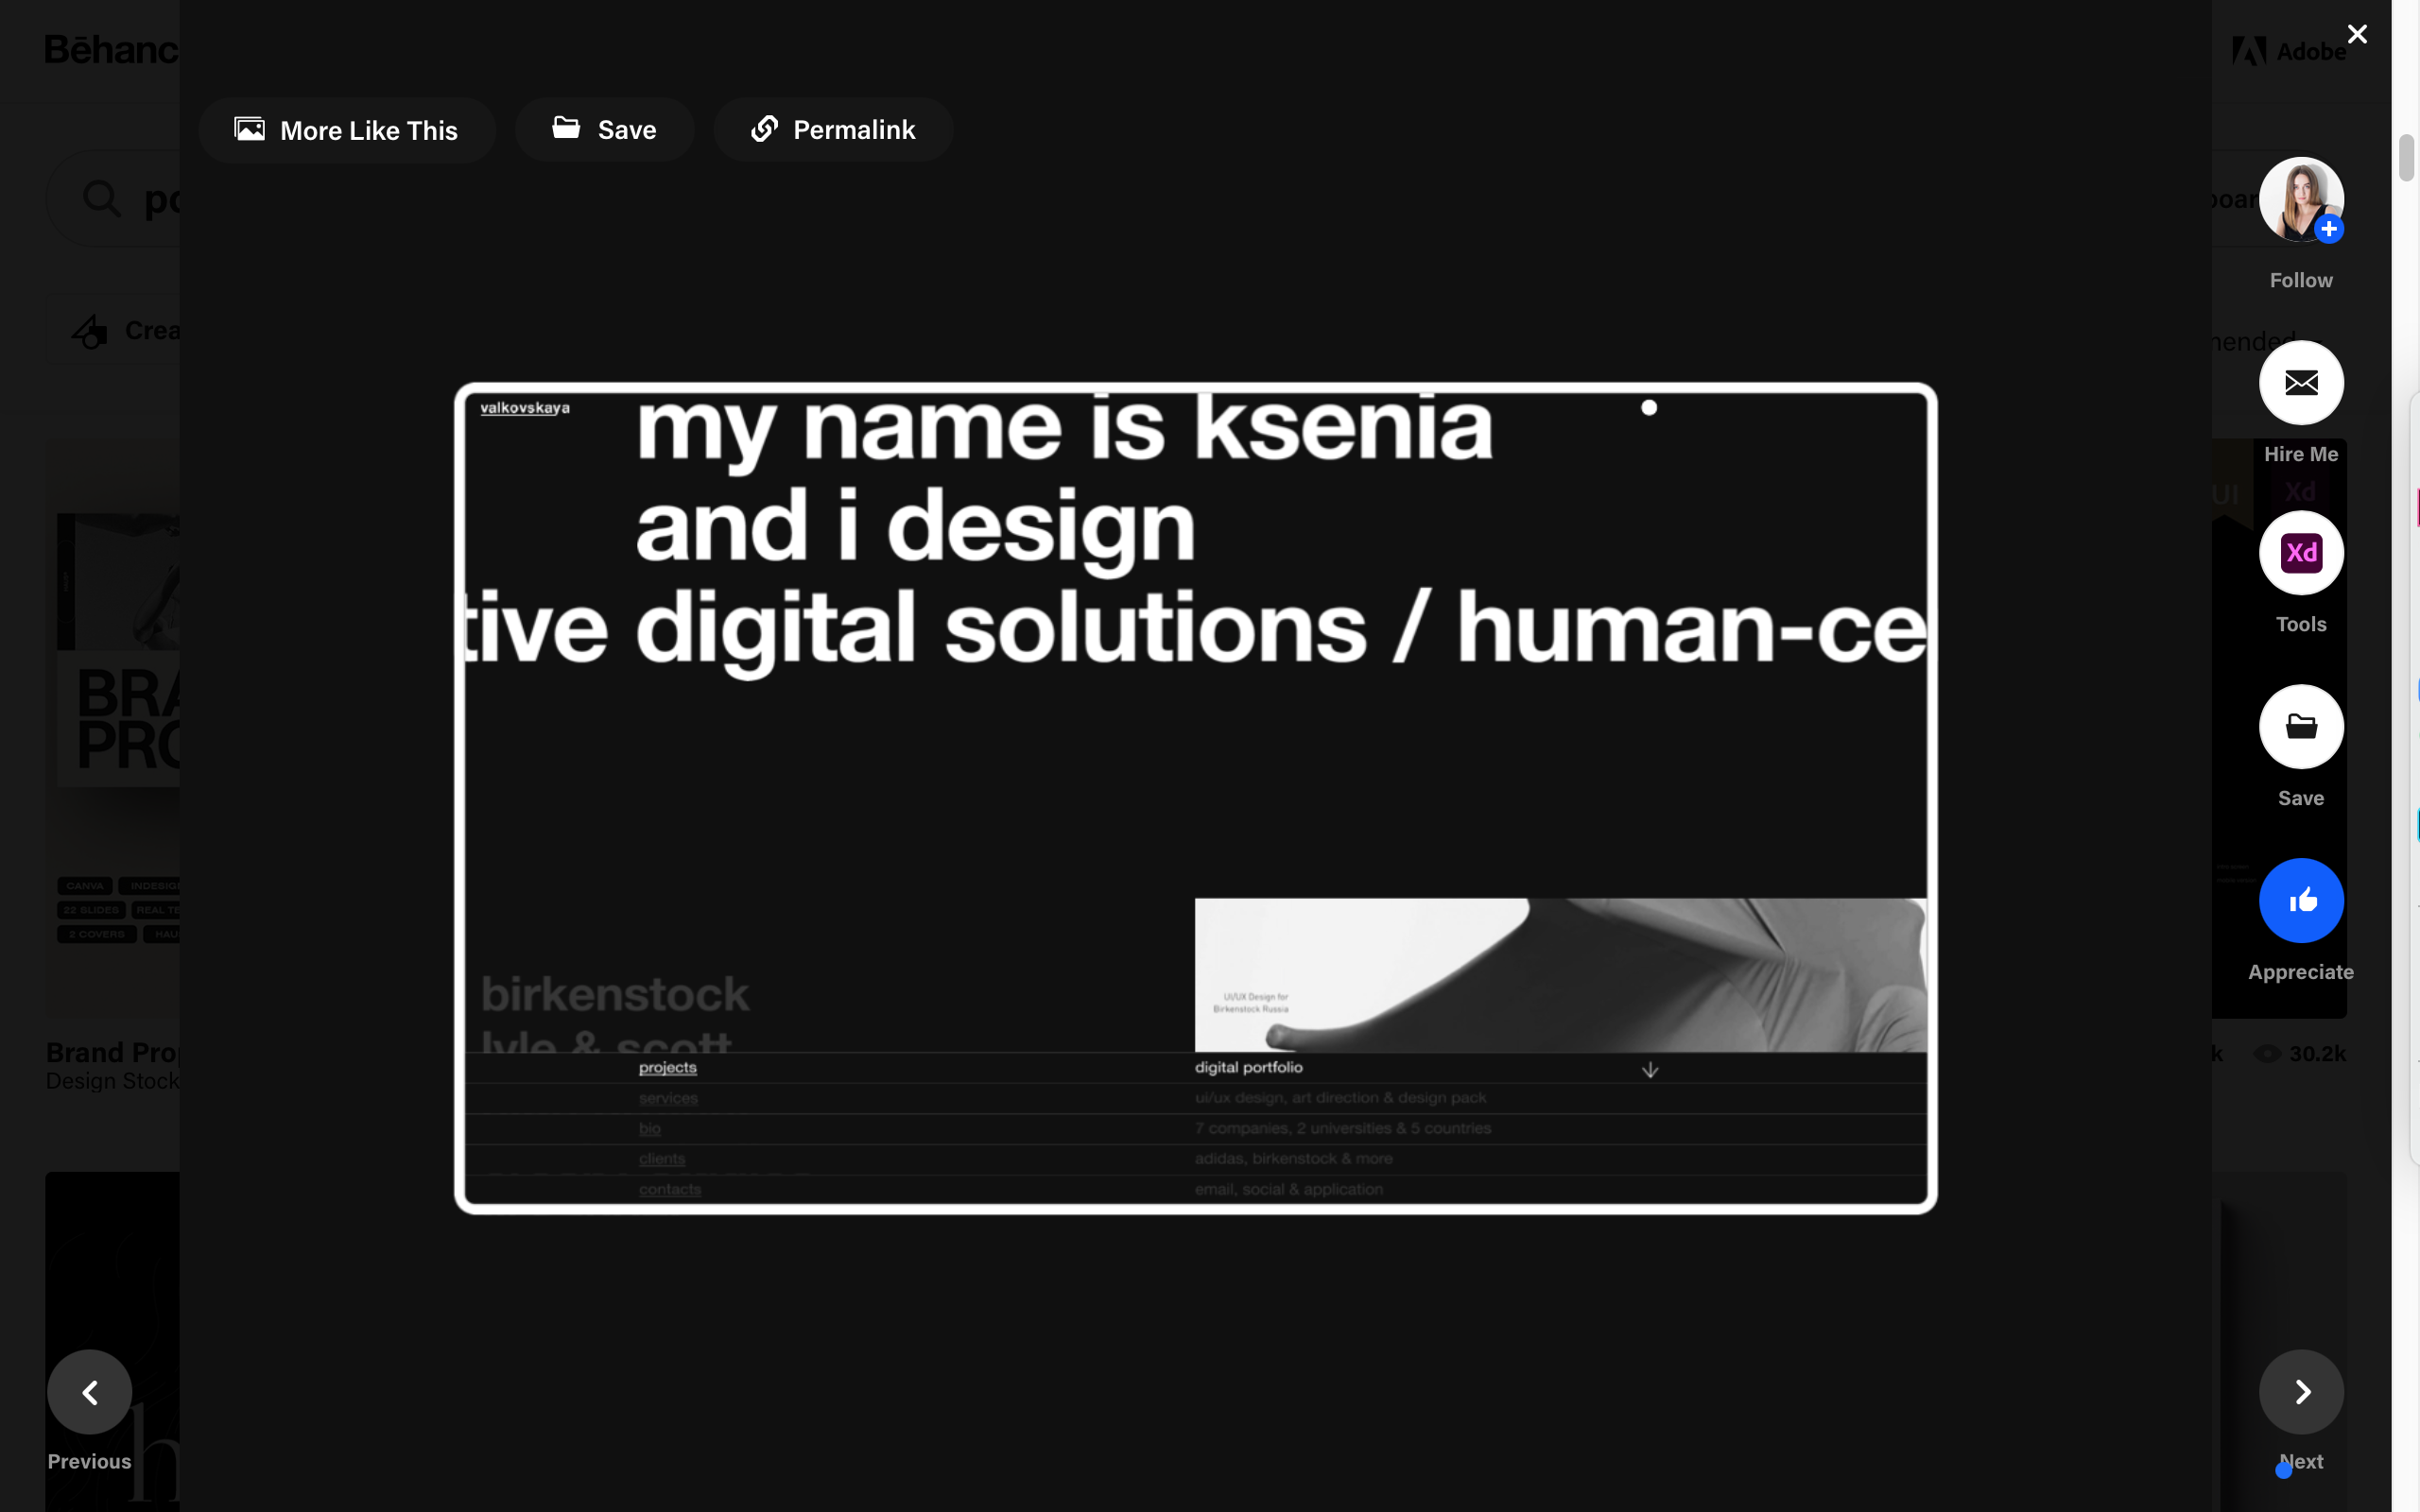 Bēhanc
Adobe
More Like This
Save
Permalink
Follow
Crea
Hire Me
UI
Xd
Xd
Tools
Save
Appreciate
valkovskaya
my name is ksenia
and i design
tive digital solutions / human-ce
UI/UX Design for
Birkenstock Russia
birkenstock
lyle & scott
projects digital portfolio
services ui/ux design, art direction & design pack
bio 7 companies, 2 universities & 5 countries
clients adidas, birkenstock & more
contacts email, social & application
BRA
PRO
CANVA INDESIG
22 SLIDES REAL TE
2 COVERS HAU
Brand Pro
Design Stock
k 30.2k
h
Previous
Next